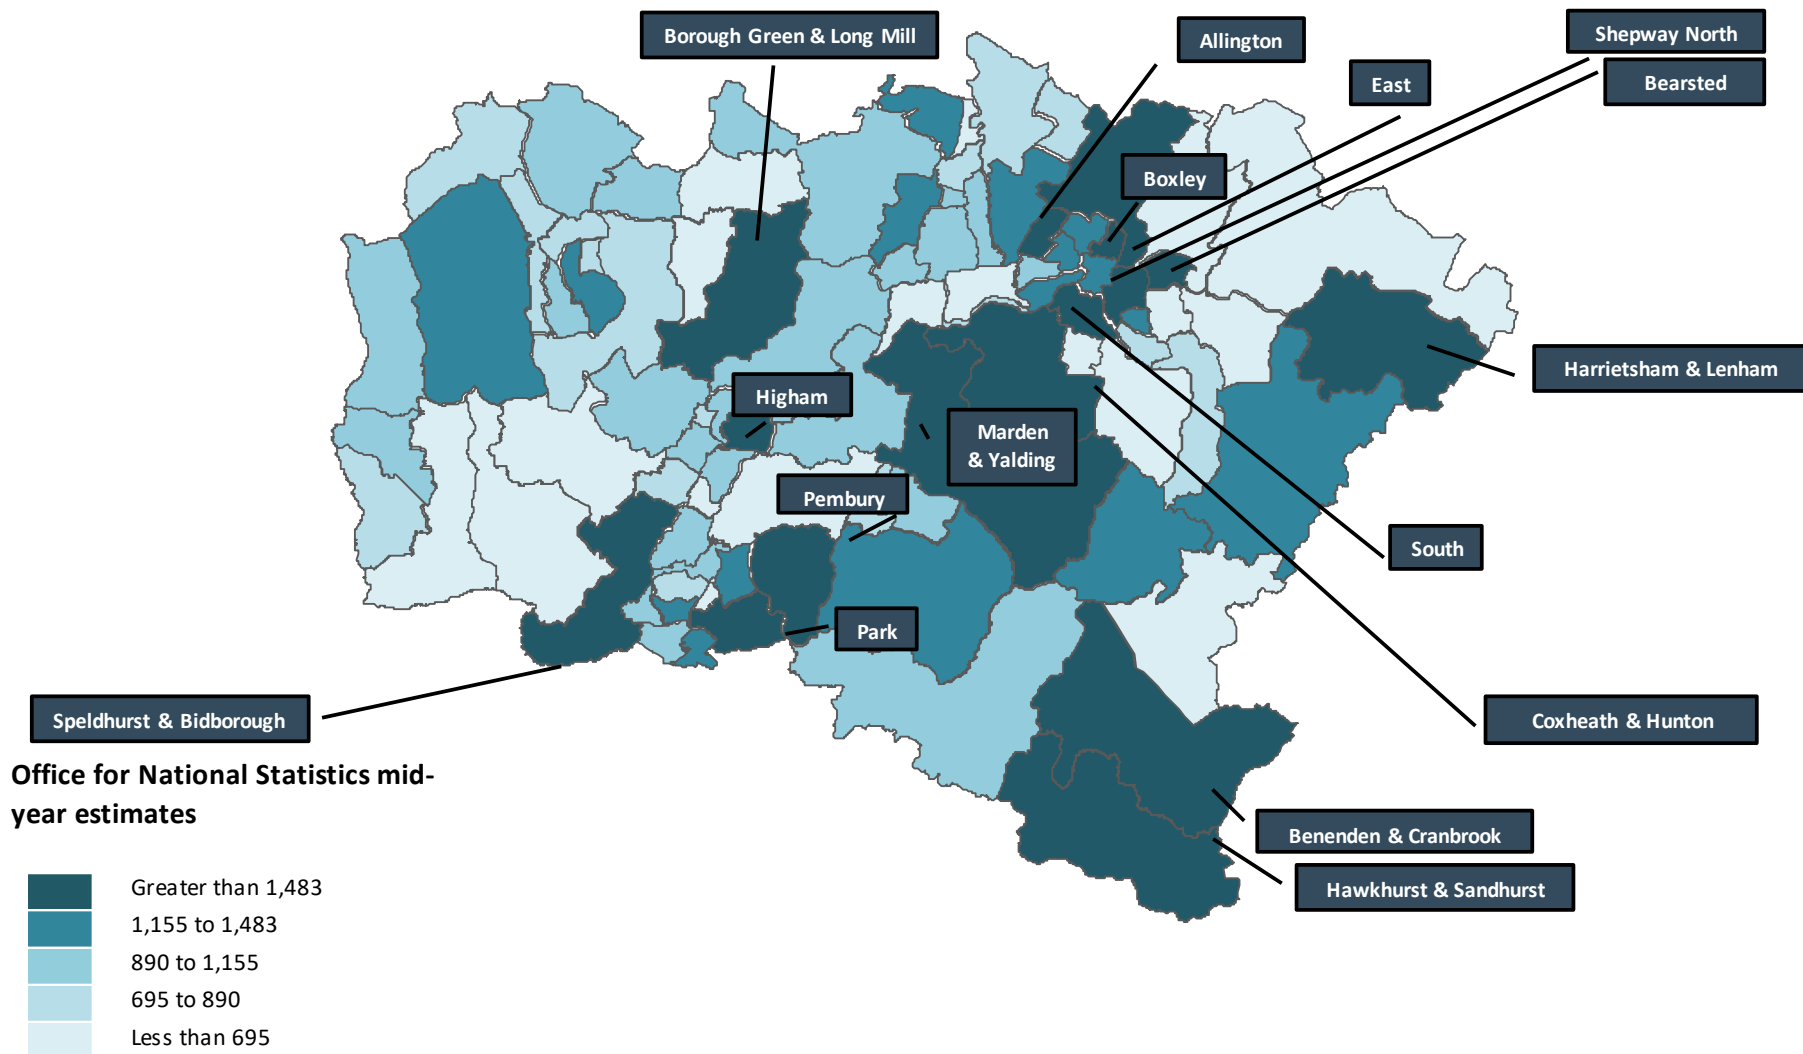 Borough Green & Long Mill
Allington
Shepway North
East
Bearsted
Boxley
Harrietsham & Lenham
Higham
Marden
& Yalding
Pembury
South
Park
Speldhurst & Bidborough
Coxheath & Hunton
Office for National Statistics mid-
year estimates
Benenden & Cranbrook
Hawkhurst & Sandhurst
Greater than 1,483
1,155 to 1,483
890 to 1,155
695 to 890
Less than 695